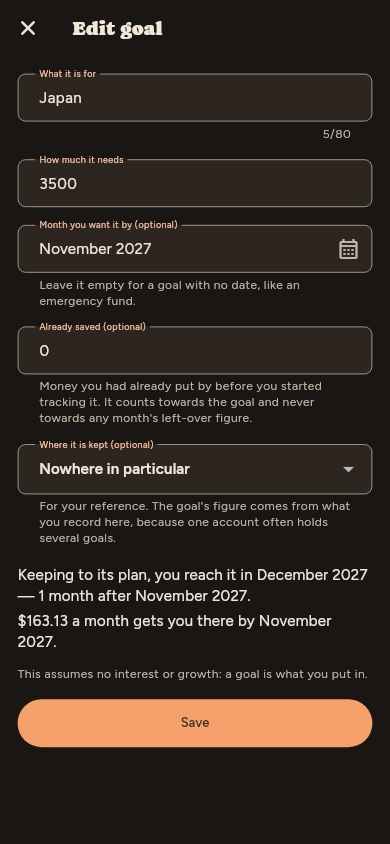 Edit goal
What it is for
Japan
5/80
How much it needs
3500
Month you want it by (optional)
November 2027
Leave it empty for a goal with no date, like an
emergency fund.
Already saved (optional)
0
Money you had already put by before you started
tracking it. It counts towards the goal and never
towards any month's left-over figure.
Where it is kept (optional)
Nowhere in particular
For your reference. The goal's figure comes from what
you record here, because one account often holds
several goals.
Keeping to its plan, you reach it in December 2027
— 1 month after November 2027.
$163.13 a month gets you there by November
2027.
This assumes no interest or growth: a goal is what you put in.
Save